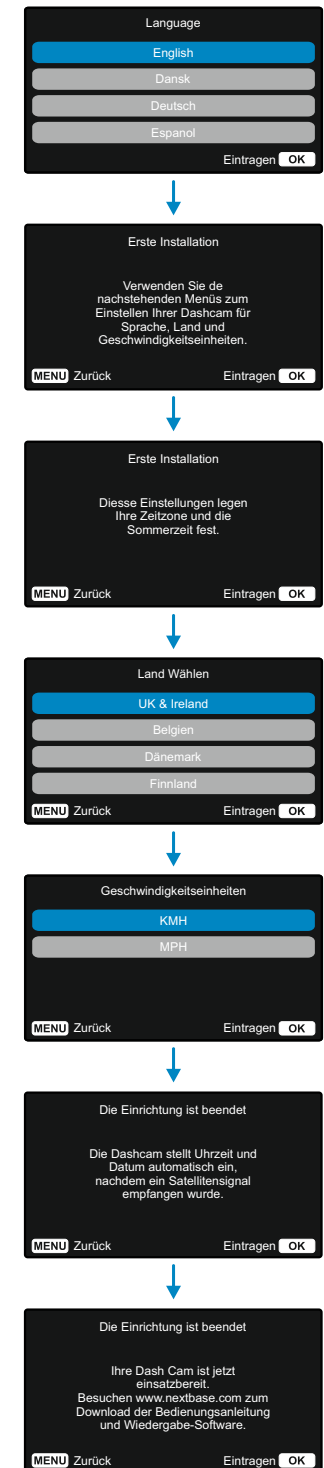 Language
English
Dansk
Deutsch
Espanol
Eintragen OK
Erste Installation
Verwenden Sie de
nachstehenden Menüs zum
Einstellen Ihrer Dashcam für
Sprache, Land und
Geschwindigkeitseinheiten.
MENU Zurück Eintragen OK
Erste Installation
Diesse Einstellungen legen
Ihre Zeitzone und die
Sommerzeit fest.
MENU Zurück Eintragen OK
Land Wählen
UK & Ireland
Belgien
Dänemark
Finnland
MENU Zurück Eintragen OK
Geschwindigkeitseinheiten
KMH
MPH
MENU Zurück Eintragen OK
Die Einrichtung ist beendet
Die Dashcam stellt Uhrzeit und
Datum automatisch ein,
nachdem ein Satellitensignal
empfangen wurde.
MENU Zurück Eintragen OK
Die Einrichtung ist beendet
Ihre Dash Cam ist jetzt
einsatzbereit.
Besuchen www.nextbase.com zum
Download der Bedienungsanleitung
und Wiedergabe-Software.
MENU Zurück Eintragen OK